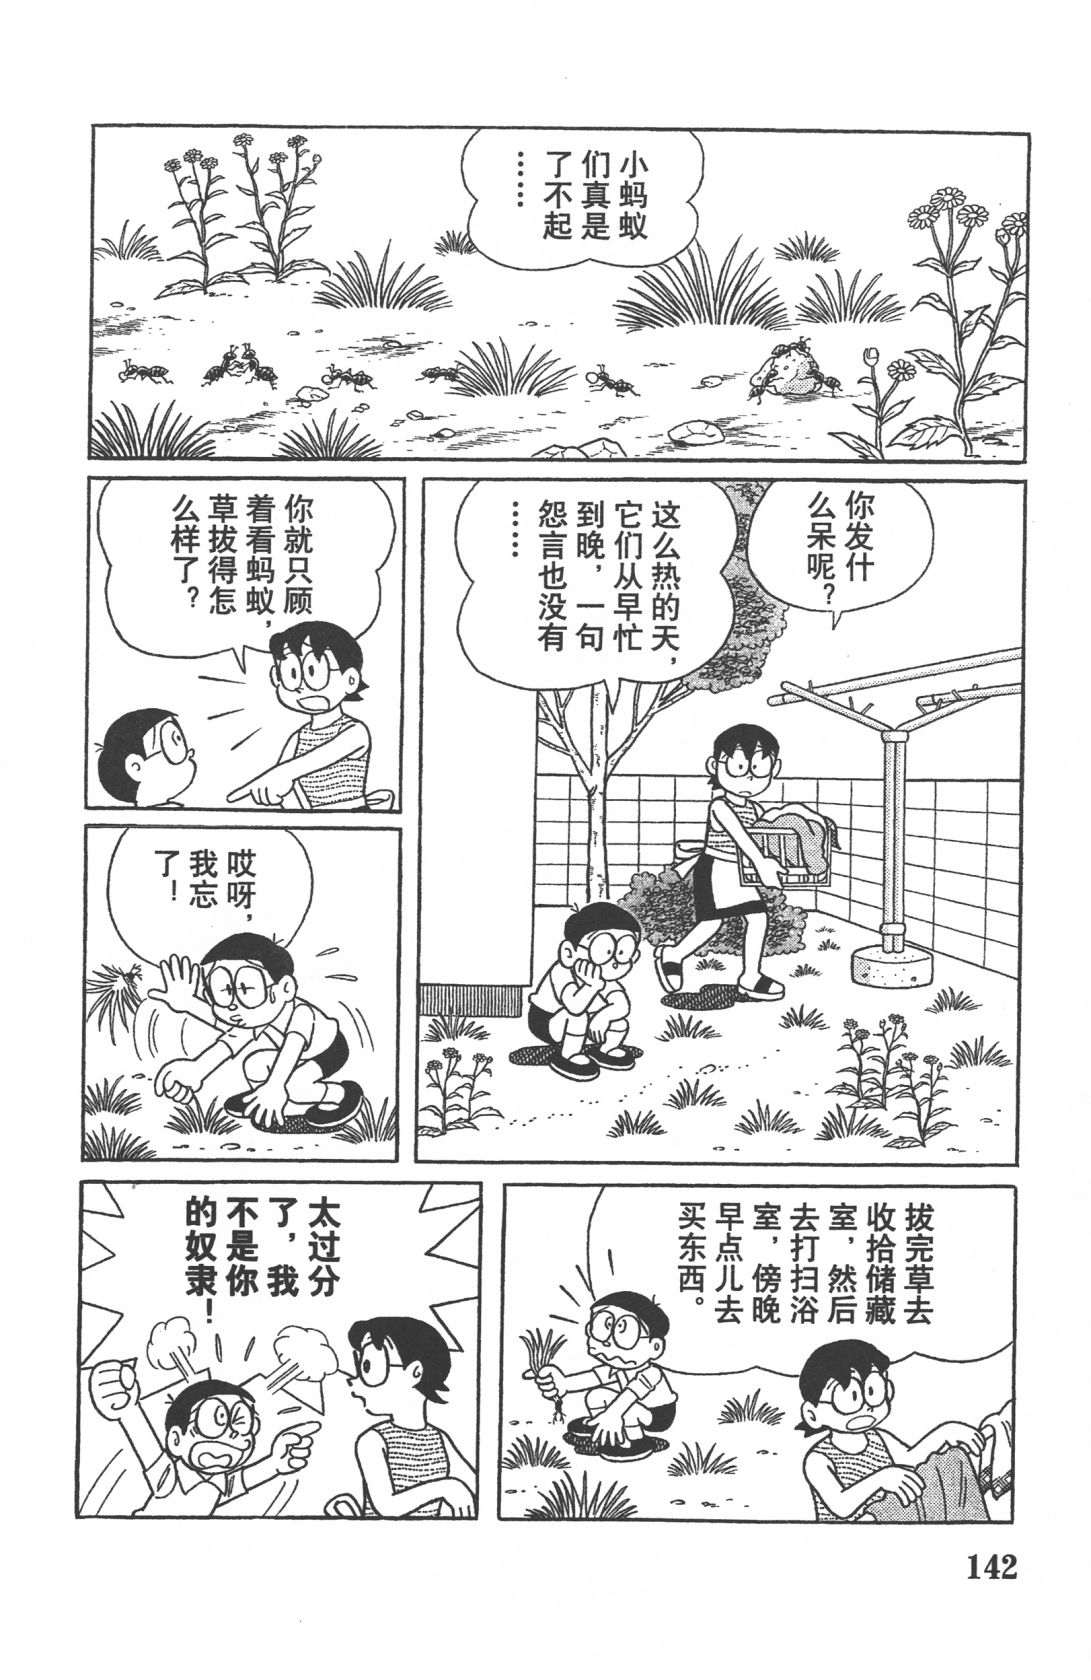 小蚂蚁
们真是
了不起
……
你发什
么呆呢？
这么热的天，
它们从早忙
到晚，一句
怨言也没有
……
你就只顾
着看蚂蚁，
草拔得怎
么样了？
哎呀，
我忘
了！
拔完草去
收拾储藏
室，然后
去打扫浴
室，傍晚
早点儿去
买东西。
太过分
了，我
不是你
的奴隶！
142